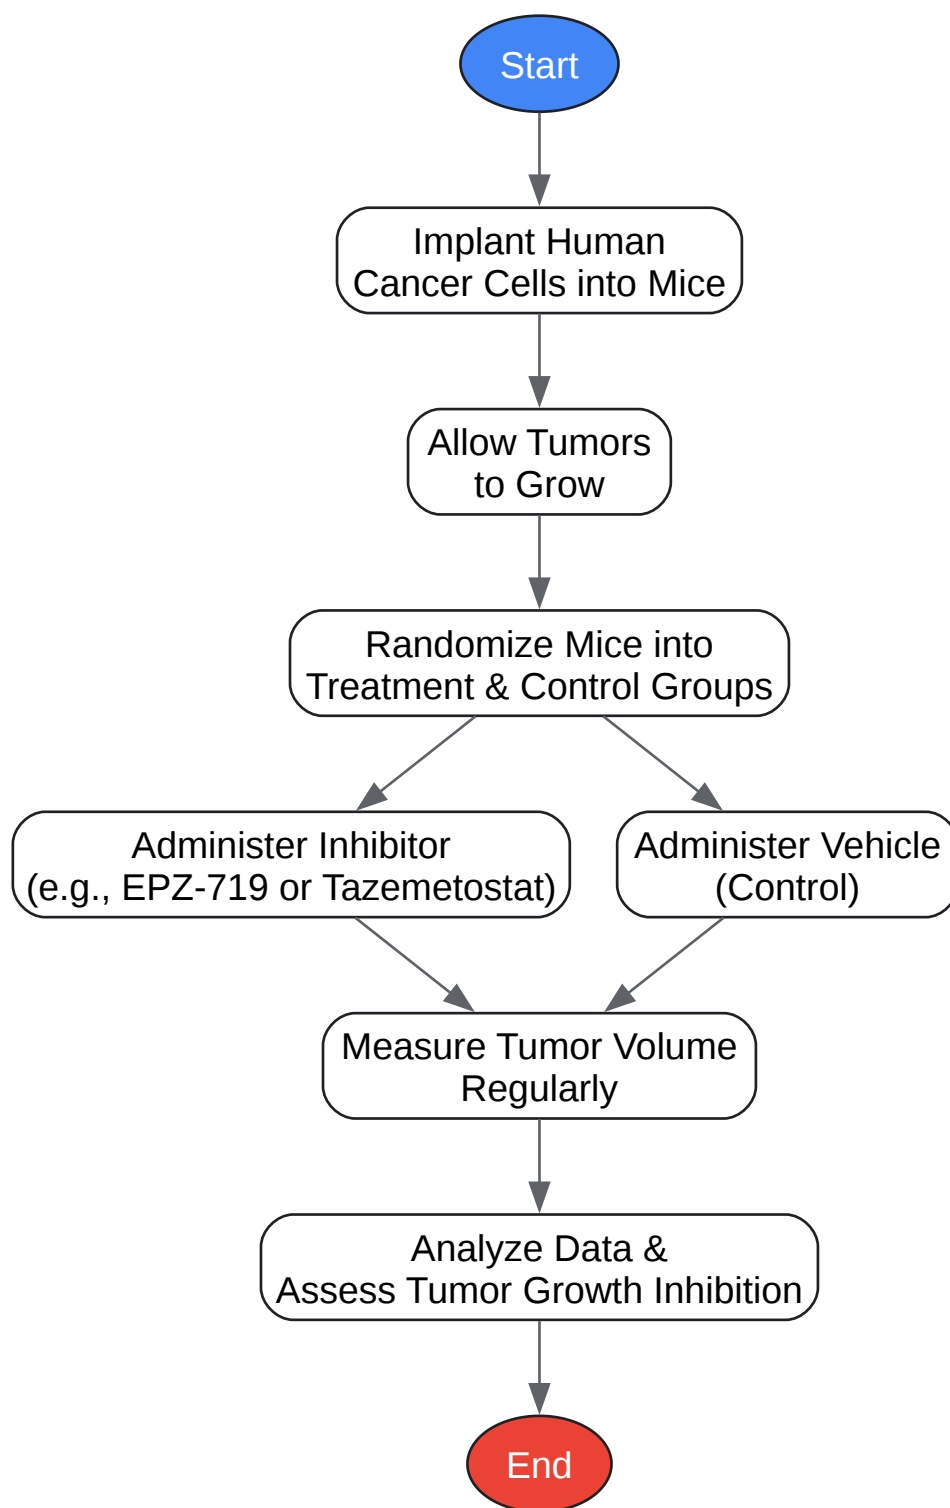 Start
Implant Human
Cancer Cells into Mice
Allow Tumors
to Grow
Randomize Mice into
Treatment & Control Groups
Administer Inhibitor
(e.g., EPZ-719 or Tazemetostat)
Administer Vehicle
(Control)
Measure Tumor Volume
Regularly
Analyze Data &
Assess Tumor Growth Inhibition
End